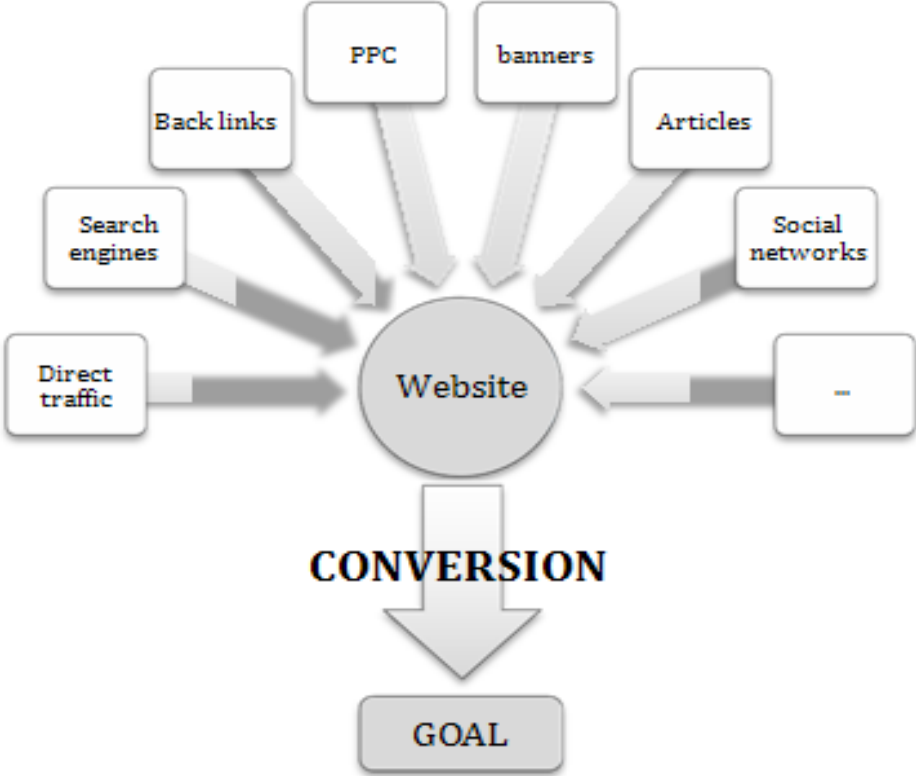 PPC
banners
Back links
Articles
Search
engines
Social
networks
Direct
traffic
...
Website
CONVERSION
GOAL